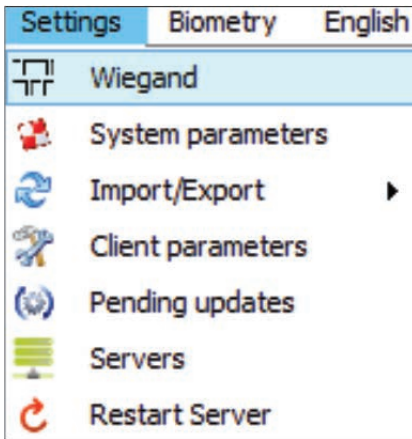 Settings Biometry English
Wiegand
System parameters
Import/Export
Client parameters
Pending updates
Servers
Restart Server